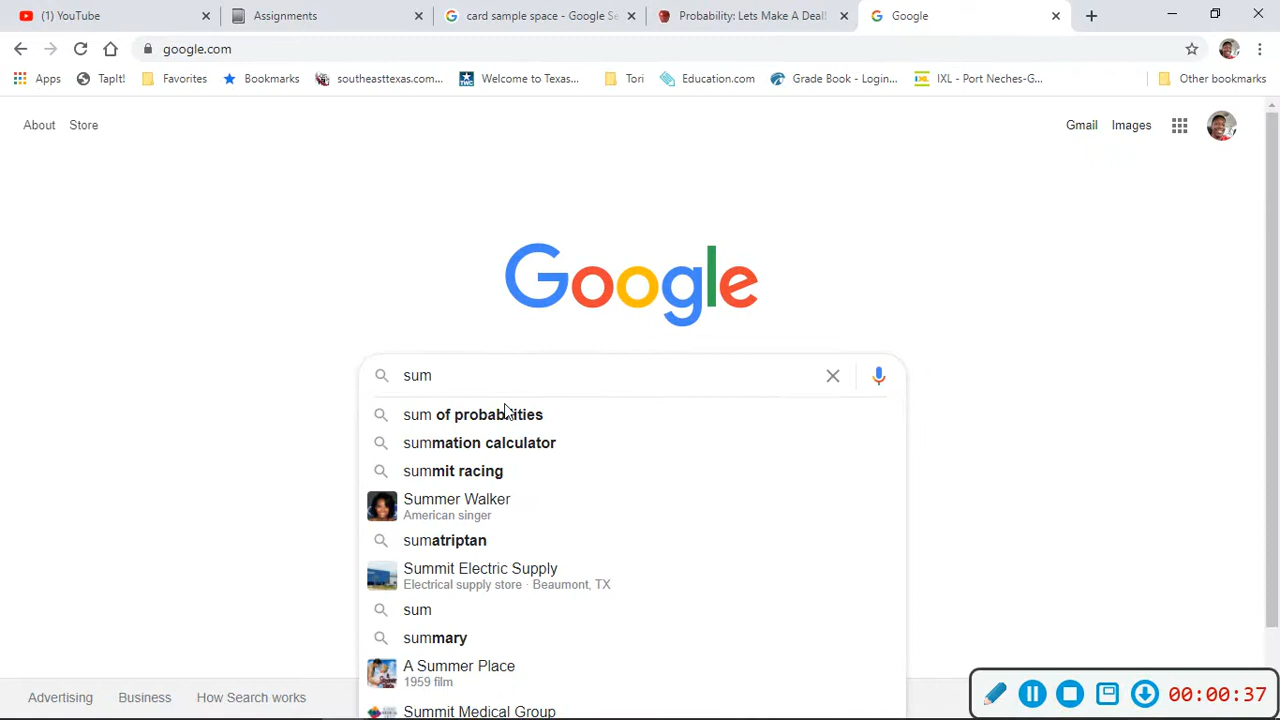 (1) YouTube
Assignments
card sample space - Google Se
Probability: Lets Make A Deal!
Google
google.com
Apps
TapIt!
Favorites
Bookmarks
southeasttexas.com...
Welcome to Texas...
Tori
Educatum.com
Grade Book - Login...
IXL - Port Neches-G...
Other bookmarks
About
Store
Gmail
Images
Google
sum
sum of probabilities
summation calculator
summit racing
Summer Walker
American singer
sumatriptan
Summit Electric Supply
Electrical supply store · Beaumont, TX
sum
summary
A Summer Place
1959 film
Summit Medical Group
Advertising
Business
How Search works
00:00:37